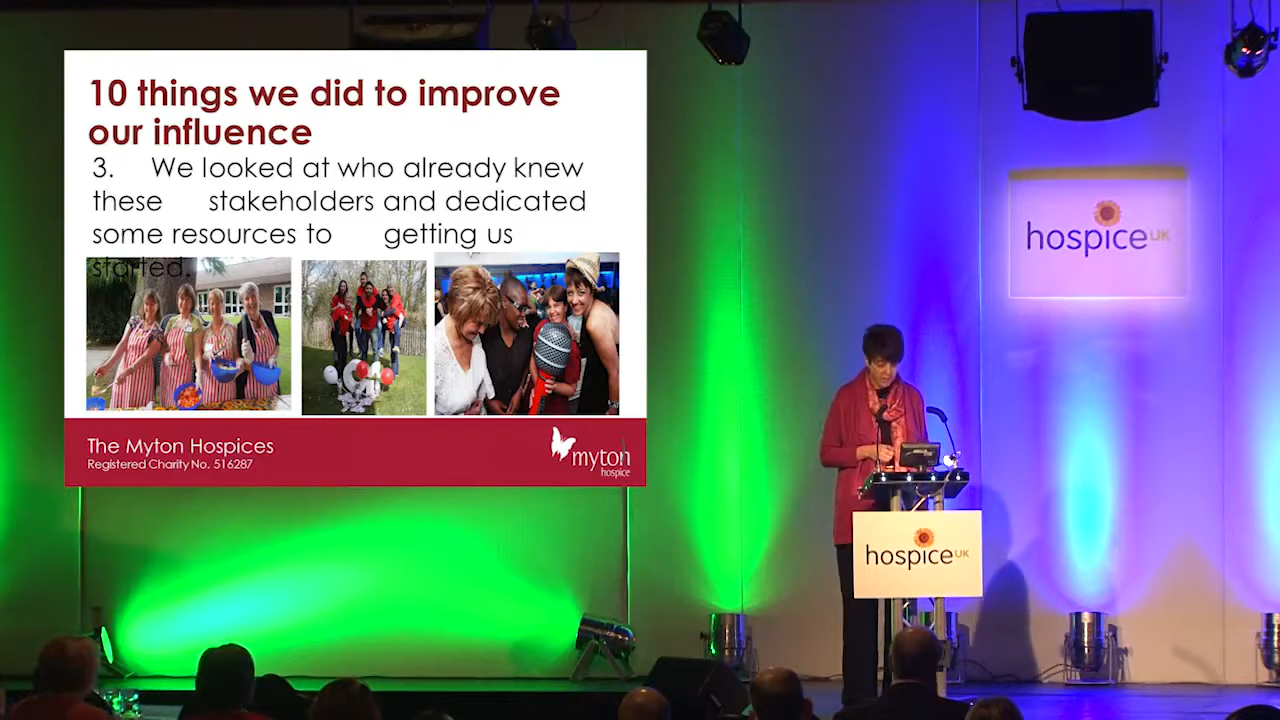 10 things we did to improve
our influence
3. We looked at who already knew
these stakeholders and dedicated
some resources to getting us
started.
The Myton Hospices
Registered Charity No. 516287
myton
hospice
hospice UK
hospice UK